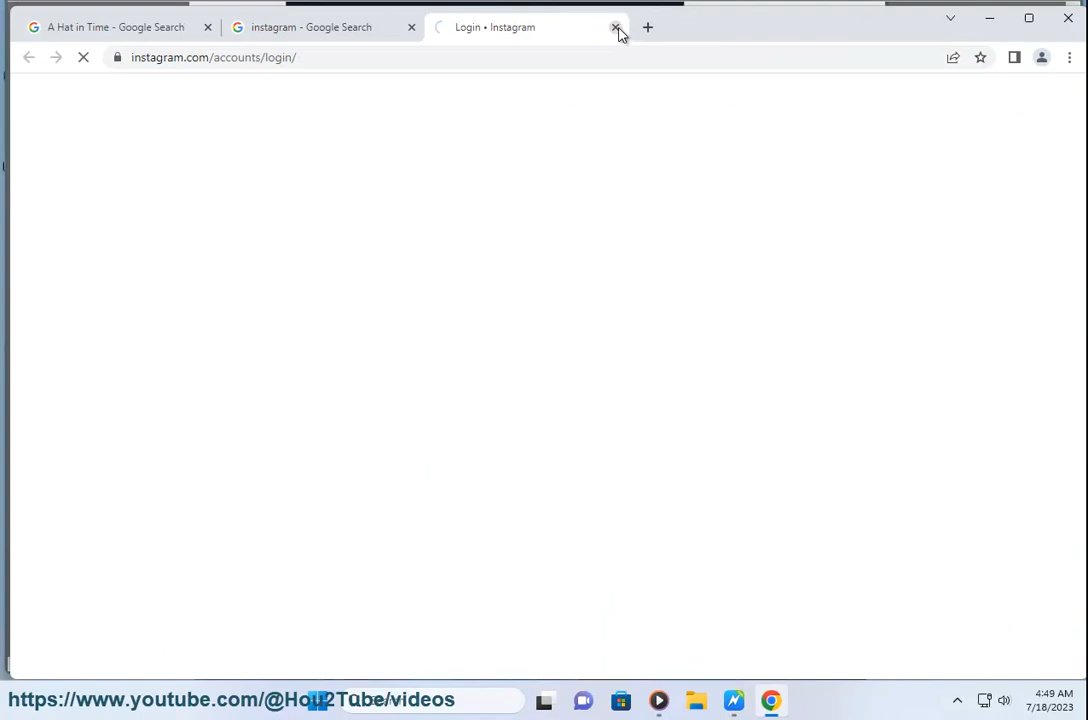 A Hat in Time - Google Search
instagram - Google Search
Login • Instagram
instagram.com/accounts/login/
https://www.youtube.com/@Hou2Tube/videos
4:49 AM
7/18/2023